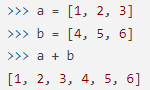 >>> a = [1, 2, 3]
>>> b = [4, 5, 6]
>>> a + b
[1, 2, 3, 4, 5, 6]